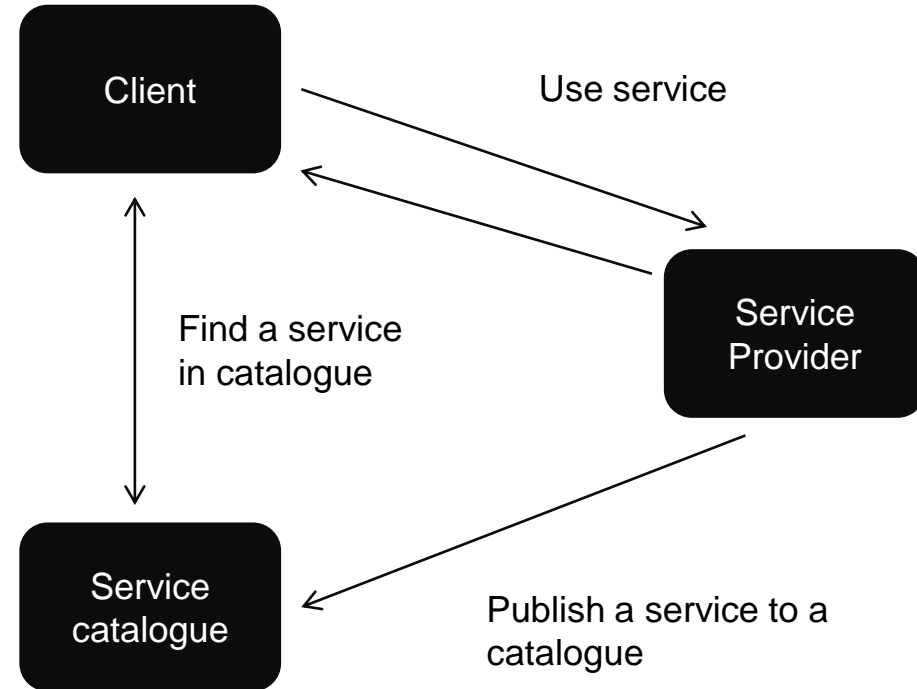 Client
Use service
Find a service
in catalogue
Service
Provider
Service
catalogue
Publish a service to a
catalogue